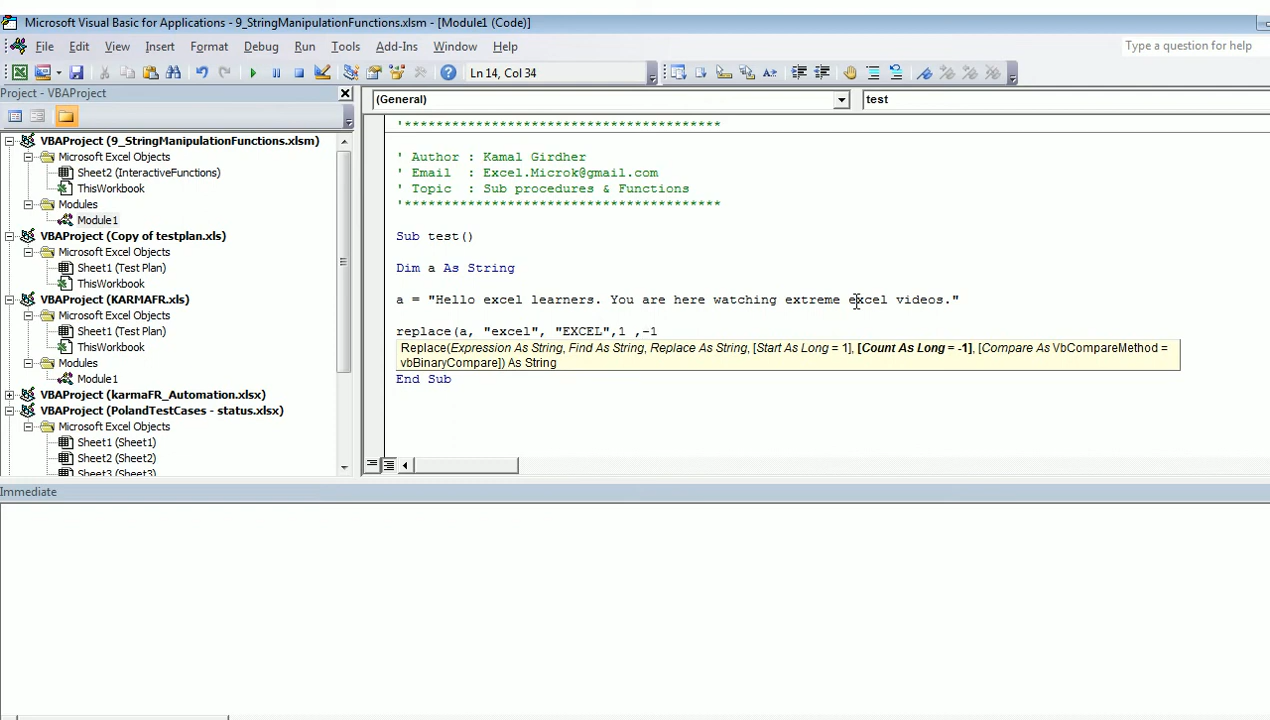 Microsoft Visual Basic for Applications - 9_StringManipulationFunctions.xlsm - [Module1 (Code)]
File Edit View Insert Format Debug Run Tools Add-Ins Window Help
Type a question for help
Ln 14, Col 34
Project - VBAProject
(General)
test
VBAProject (9_StringManipulationFunctions.xlsm)
Microsoft Excel Objects
Sheet2 (InteractiveFunctions)
ThisWorkbook
Modules
Module1
VBAProject (Copy of testplan.xls)
Microsoft Excel Objects
Sheet1 (Test Plan)
ThisWorkbook
VBAProject (KARMAFR.xls)
Microsoft Excel Objects
Sheet1 (Test Plan)
ThisWorkbook
Modules
Module1
VBAProject (karmaFR_Automation.xlsx)
VBAProject (PolandTestCases - status.xlsx)
Microsoft Excel Objects
Sheet1 (Sheet1)
Sheet2 (Sheet2)
Sheet3 (Sheet3)
'***************************************
' Author : Kamal Girdher
' Email  : Excel.Microk@gmail.com
' Topic  : Sub procedures & Functions
'***************************************
Sub test()
Dim a As String
a = "Hello excel learners. You are here watching extreme excel videos."
replace(a, "excel", "EXCEL",1 ,-1
Replace(Expression As String, Find As String, Replace As String, [Start As Long = 1], [Count As Long = -1], [Compare As VbCompareMethod =
vbBinaryCompare]) As String
End Sub
Immediate